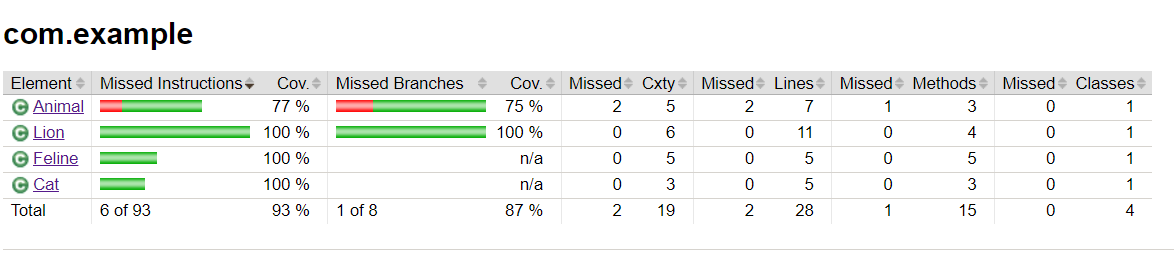 com.example
Element Missed Instructions Cov. Missed Branches Cov. Missed Cxty Missed Lines Missed Methods Missed Classes
C Animal 77 % 75 % 2 5 2 7 1 3 0 1
C Lion 100 % 100 % 0 6 0 11 0 4 0 1
C Feline 100 % n/a 0 5 0 5 0 5 0 1
C Cat 100 % n/a 0 3 0 5 0 3 0 1
Total 6 of 93 93 % 1 of 8 87 % 2 19 2 28 1 15 0 4